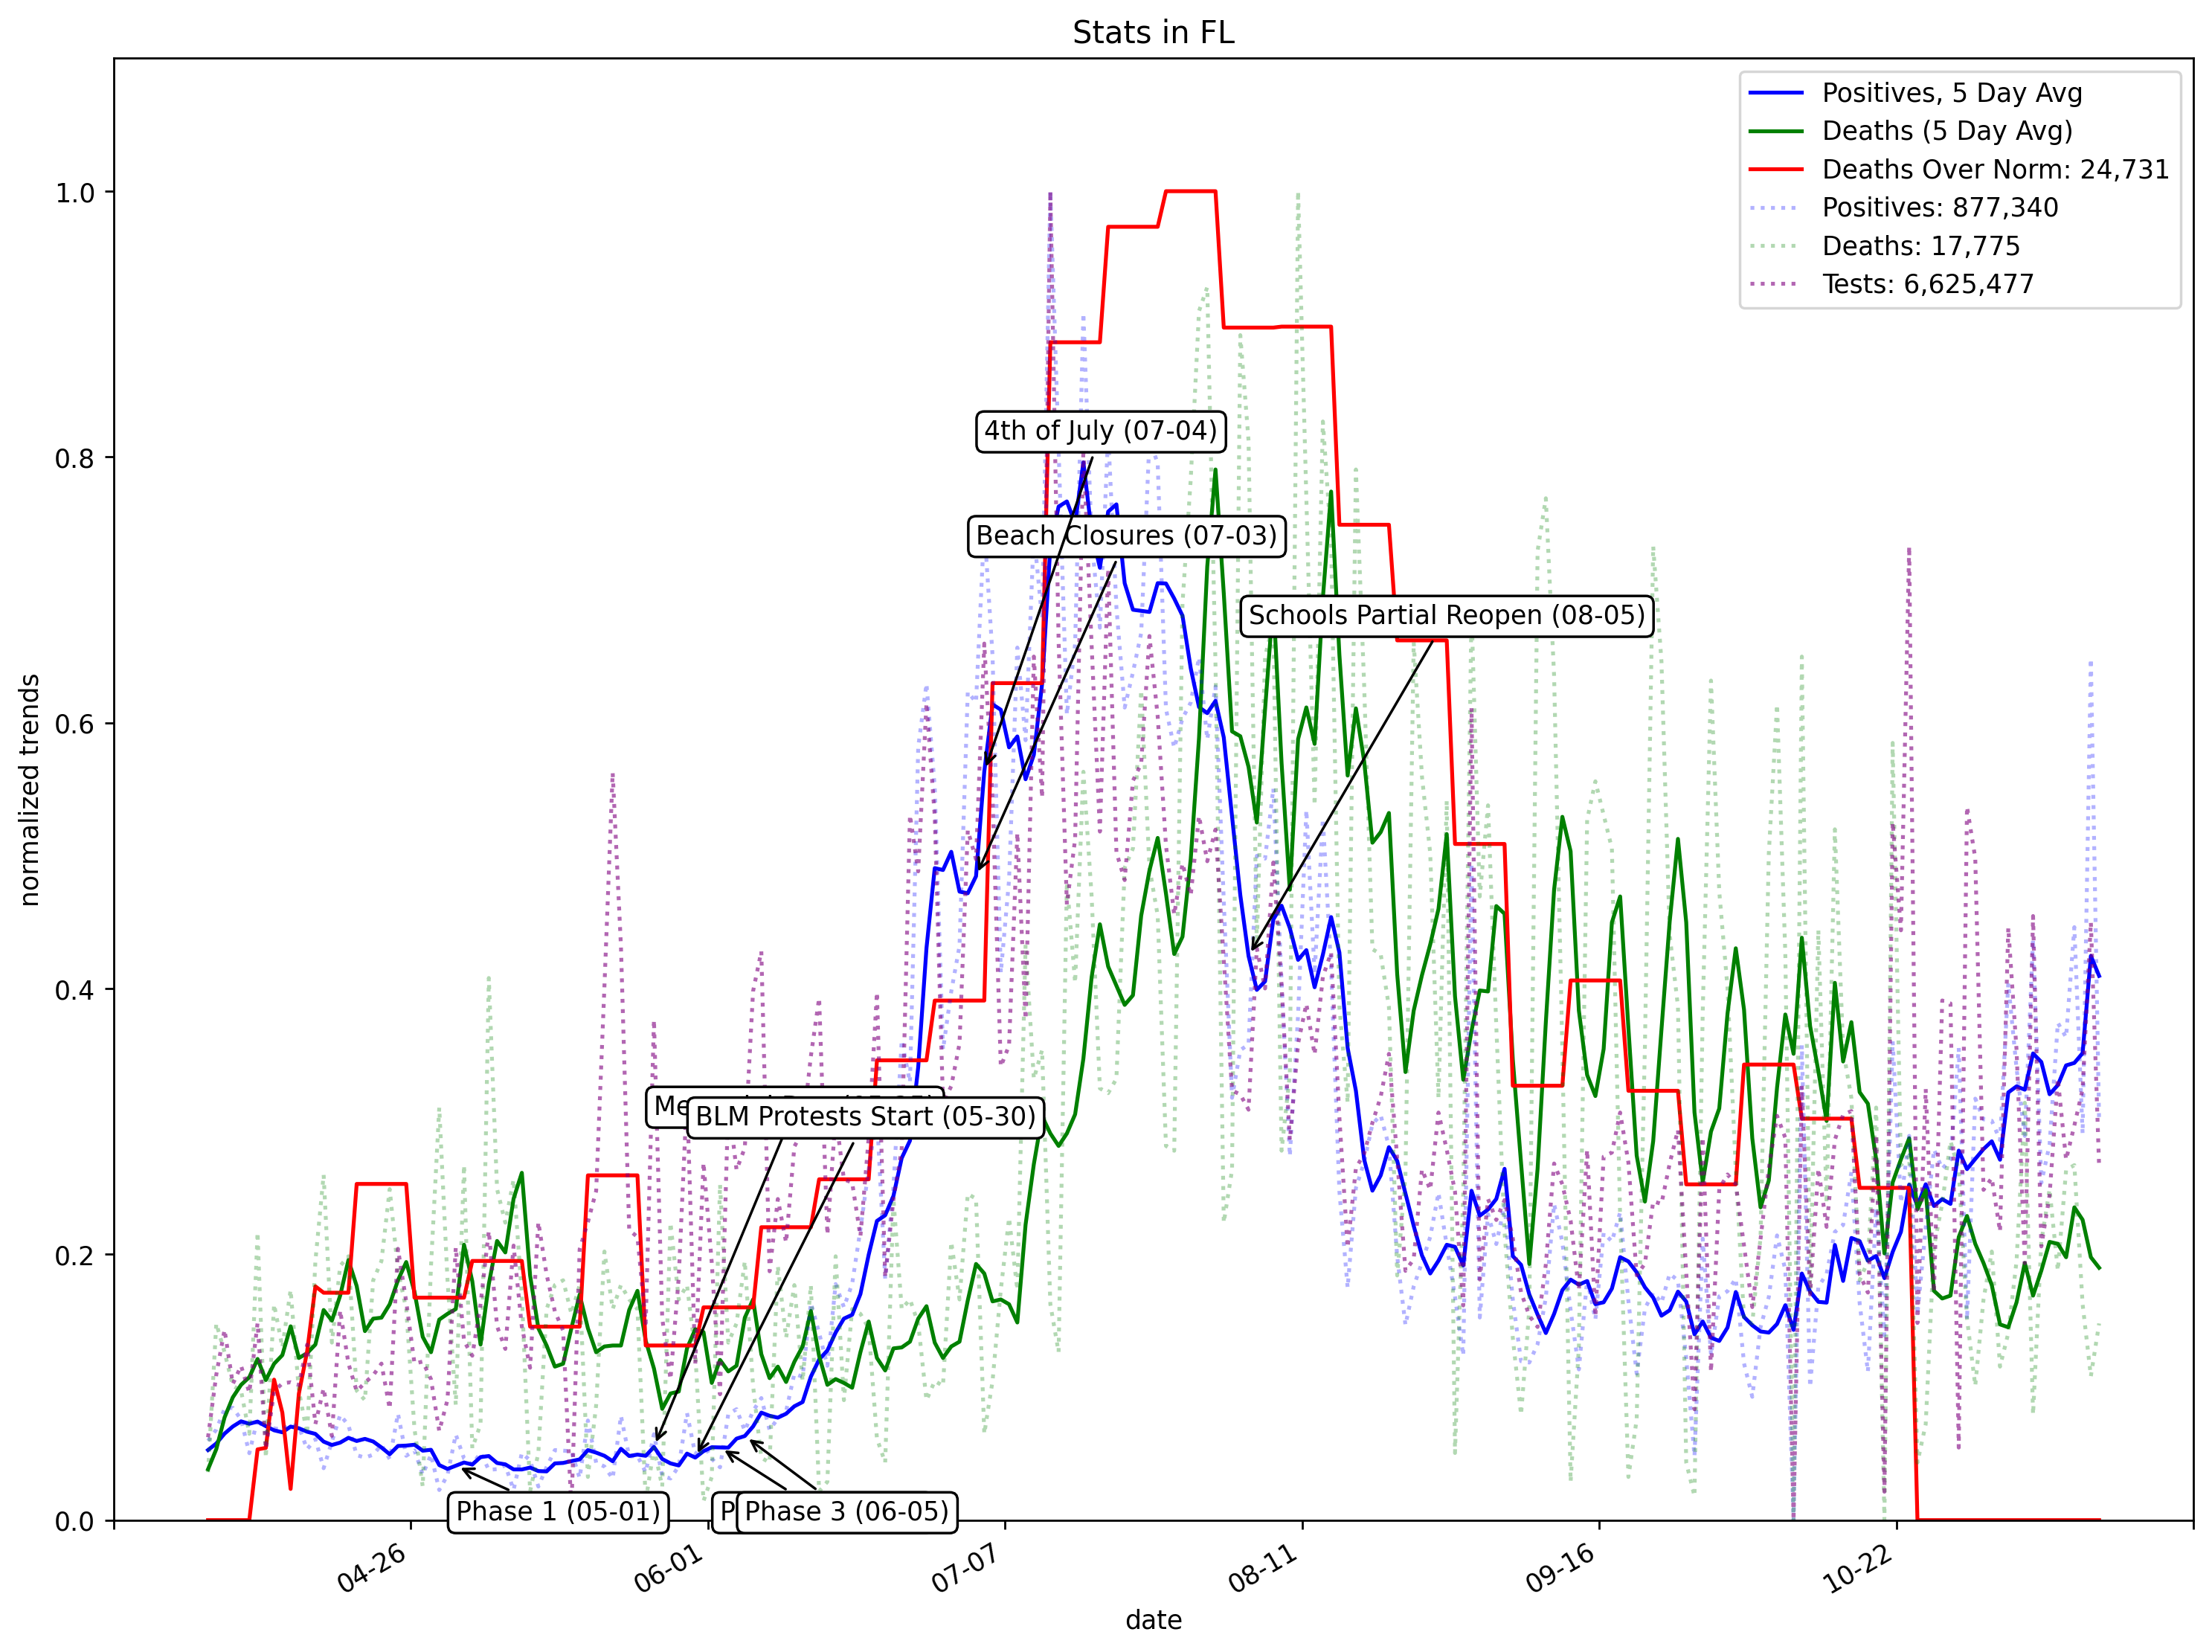 Stats in FL
Positives, 5 Day Avg
Deaths (5 Day Avg)
Deaths Over Norm: 24,731
Positives: 877,340
Deaths: 17,775
Tests: 6,625,477
1.0
0.8
0.6
0.4
0.2
0.0
normalized trends
4th of July (07-04)
Beach Closures (07-03)
Schools Partial Reopen (08-05)
BLM Protests Start (05-30)
Phase 1 (05-01)
Phase 3 (06-05)
04-26
06-01
07-07
08-11
09-16
10-22
date